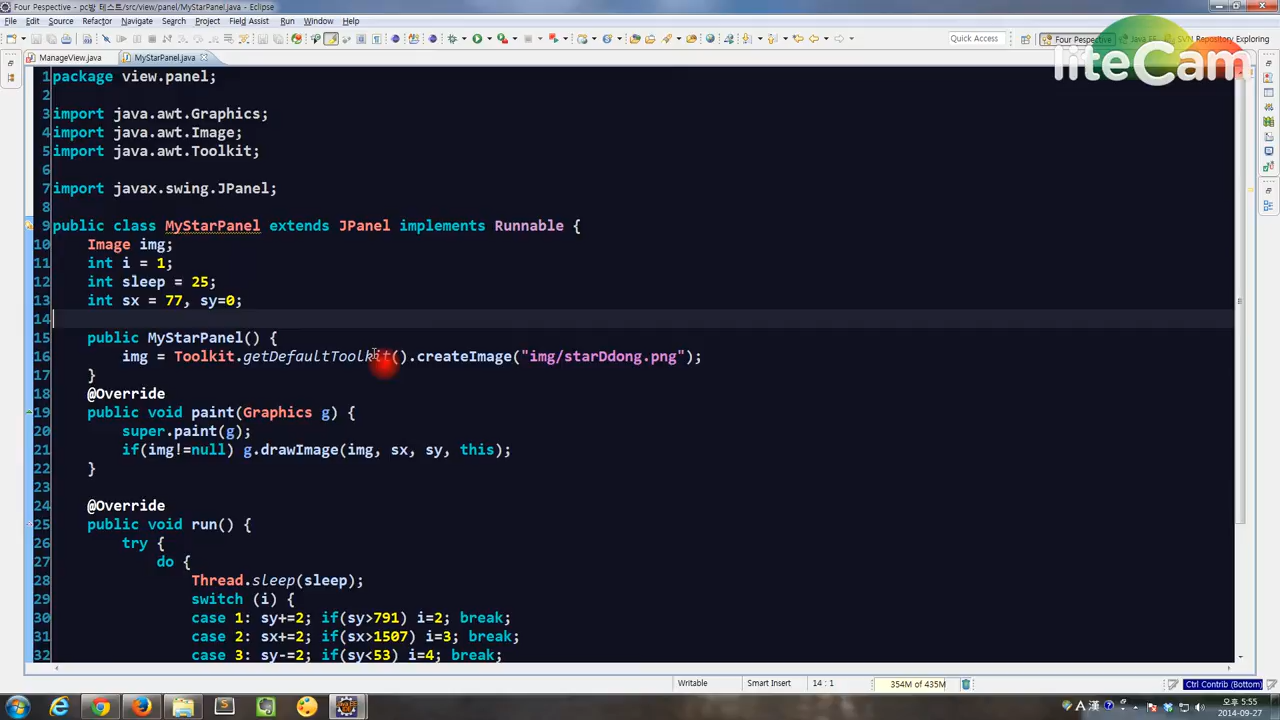 Four Perspective - pc방 테스트/src/view/panel/MyStarPanel.java - Eclipse
File Edit Source Refactor Navigate Search Project Field Assist Run Window Help
Quick Access
Four Perspective Java EE SVN Repository Exploring
liteCam
ManageView.java MyStarPanel.java
1 package view.panel;
2
3 import java.awt.Graphics;
4 import java.awt.Image;
5 import java.awt.Toolkit;
6
7 import javax.swing.JPanel;
8
9 public class MyStarPanel extends JPanel implements Runnable {
10 Image img;
11 int i = 1;
12 int sleep = 25;
13 int sx = 77, sy=0;
14
15 public MyStarPanel() {
16 img = Toolkit.getDefaultToolkit().createImage("img/starDdong.png");
17 }
18 @Override
19 public void paint(Graphics g) {
20 super.paint(g);
21 if(img!=null) g.drawImage(img, sx, sy, this);
22 }
23
24 @Override
25 public void run() {
26 try {
27 do {
28 Thread.sleep(sleep);
29 switch (i) {
30 case 1: sy+=2; if(sy>791) i=2; break;
31 case 2: sx+=2; if(sx>1507) i=3; break;
32 case 3: sy-=2; if(sy<53) i=4; break;
Writable Smart Insert 14 : 1 354M of 435M Ctrl Contrib (Bottom)
A 漢 오후 5:55
2014-09-27